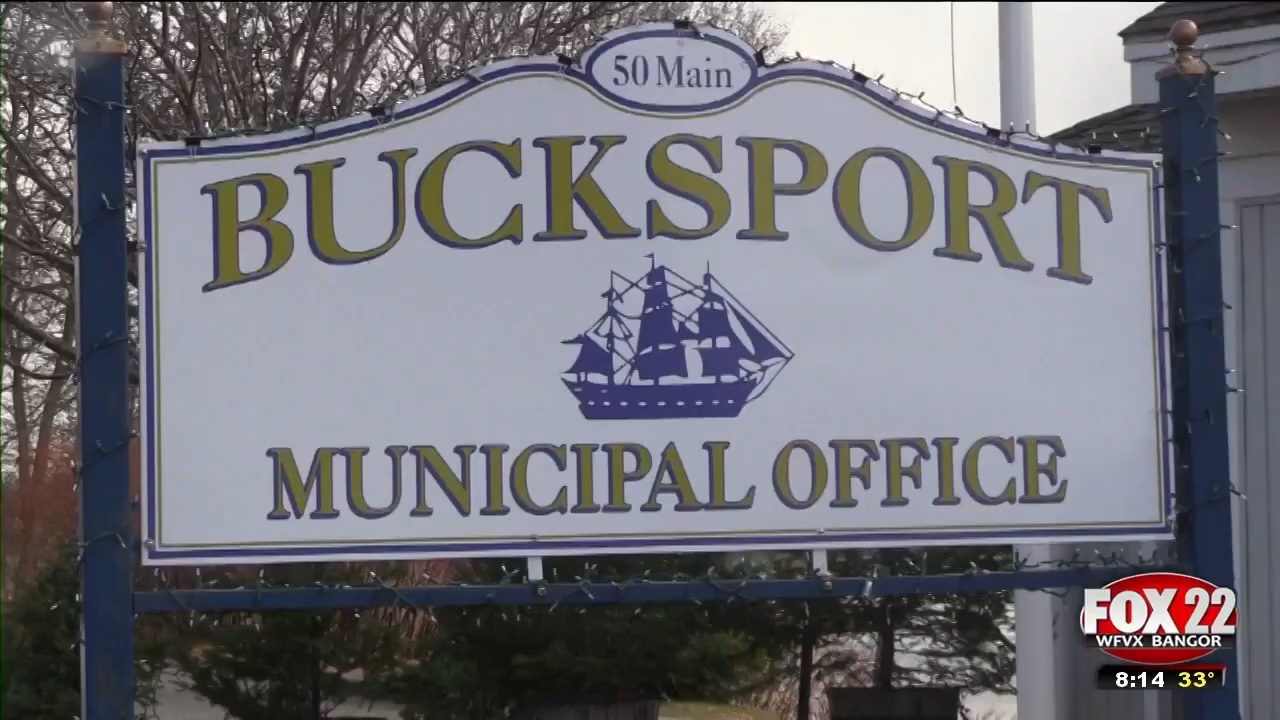 50 Main
BUCKSPORT
MUNICIPAL OFFICE
FOX 22
WFVX BANGOR
8:14 33°